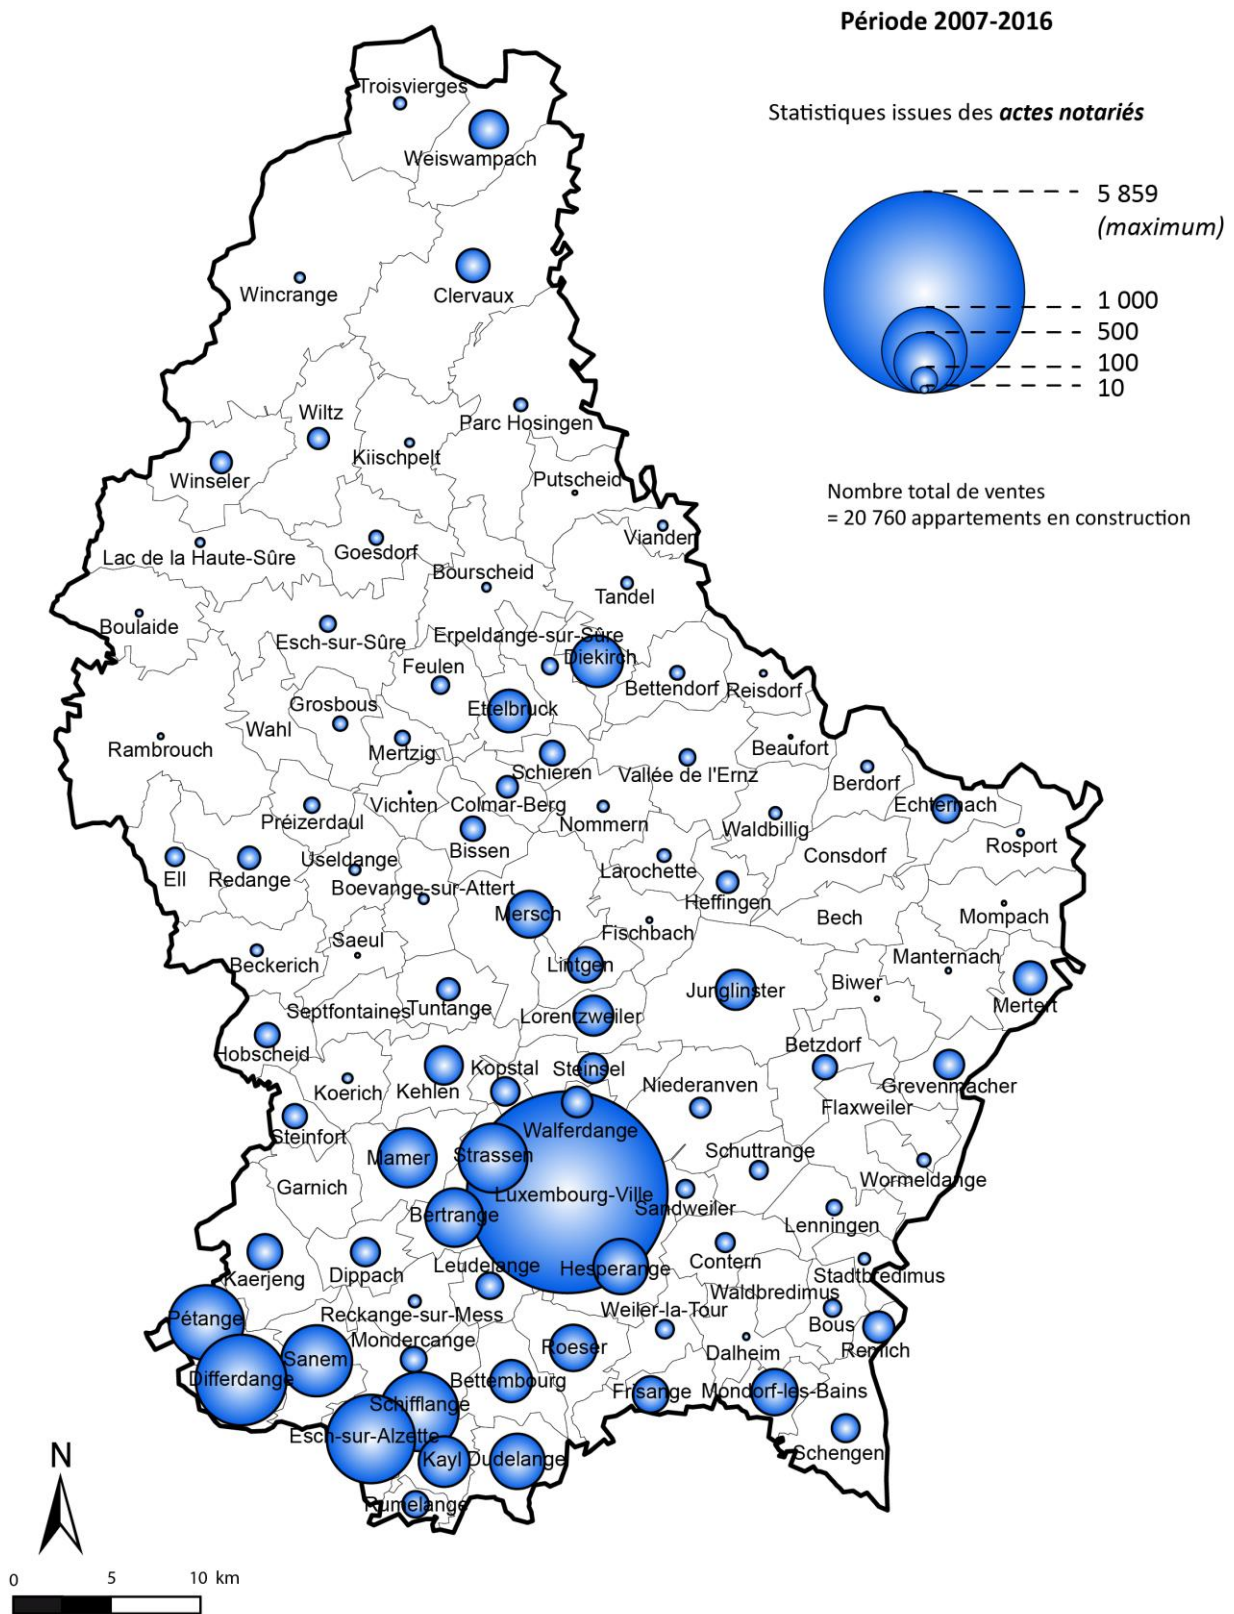 Période 2007-2016
Statistiques issues des actes notariés
5 859
(maximum)
1 000
500
100
10
Nombre total de ventes
= 20 760 appartements en construction
Troisvierges
Weiswampach
Wincrange
Clervaux
Wiltz
Parc Hosingen
Kiischpelt
Winseler
Putscheid
Vianden
Goesdorf
Lac de la Haute-Sûre
Bourscheid
Tandel
Boulaide
Esch-sur-Sûre
Erpeldange-sur-Sûre
Diekirch
Feulen
Bettendorf
Reisdorf
Grosbous
Ettelbruck
Wahl
Rambrouch
Mertzig
Beaufort
Schieren
Vallée de l'Ernz
Berdorf
Vichten
Colmar-Berg
Echternach
Préizerdaul
Nommern
Waldbillig
Rosport
Bissen
Useldange
Consdorf
Ell
Redange
Larochette
Boevange-sur-Attert
Heffingen
Mersch
Bech
Mompach
Fischbach
Saeul
Beckerich
Lintgen
Manternach
Biwer
Junglinster
Mertert
Septfontaines
Tuntange
Lorentzweiler
Hobscheid
Betzdorf
Kopstal
Steinsel
Niederanven
Grevenmacher
Koerich
Kehlen
Flaxweiler
Steinfort
Walferdange
Strassen
Mamer
Schuttrange
Wormeldange
Garnich
Luxembourg-Ville
Sandweiler
Bertrange
Lenningen
Contern
Leudelange
Hesperange
Kaerjeng
Dippach
Stadtbredimus
Waldbredimus
Reckange-sur-Mess
Weiler-la-Tour
Bous
Pétange
Mondercange
Roeser
Dalheim
Remich
Sanem
Differdange
Bettembourg
Frisange
Mondorf-les-Bains
Schifflange
Esch-sur-Alzette
Schengen
Kayl
Dudelange
Rumelange
N
0 5 10 km